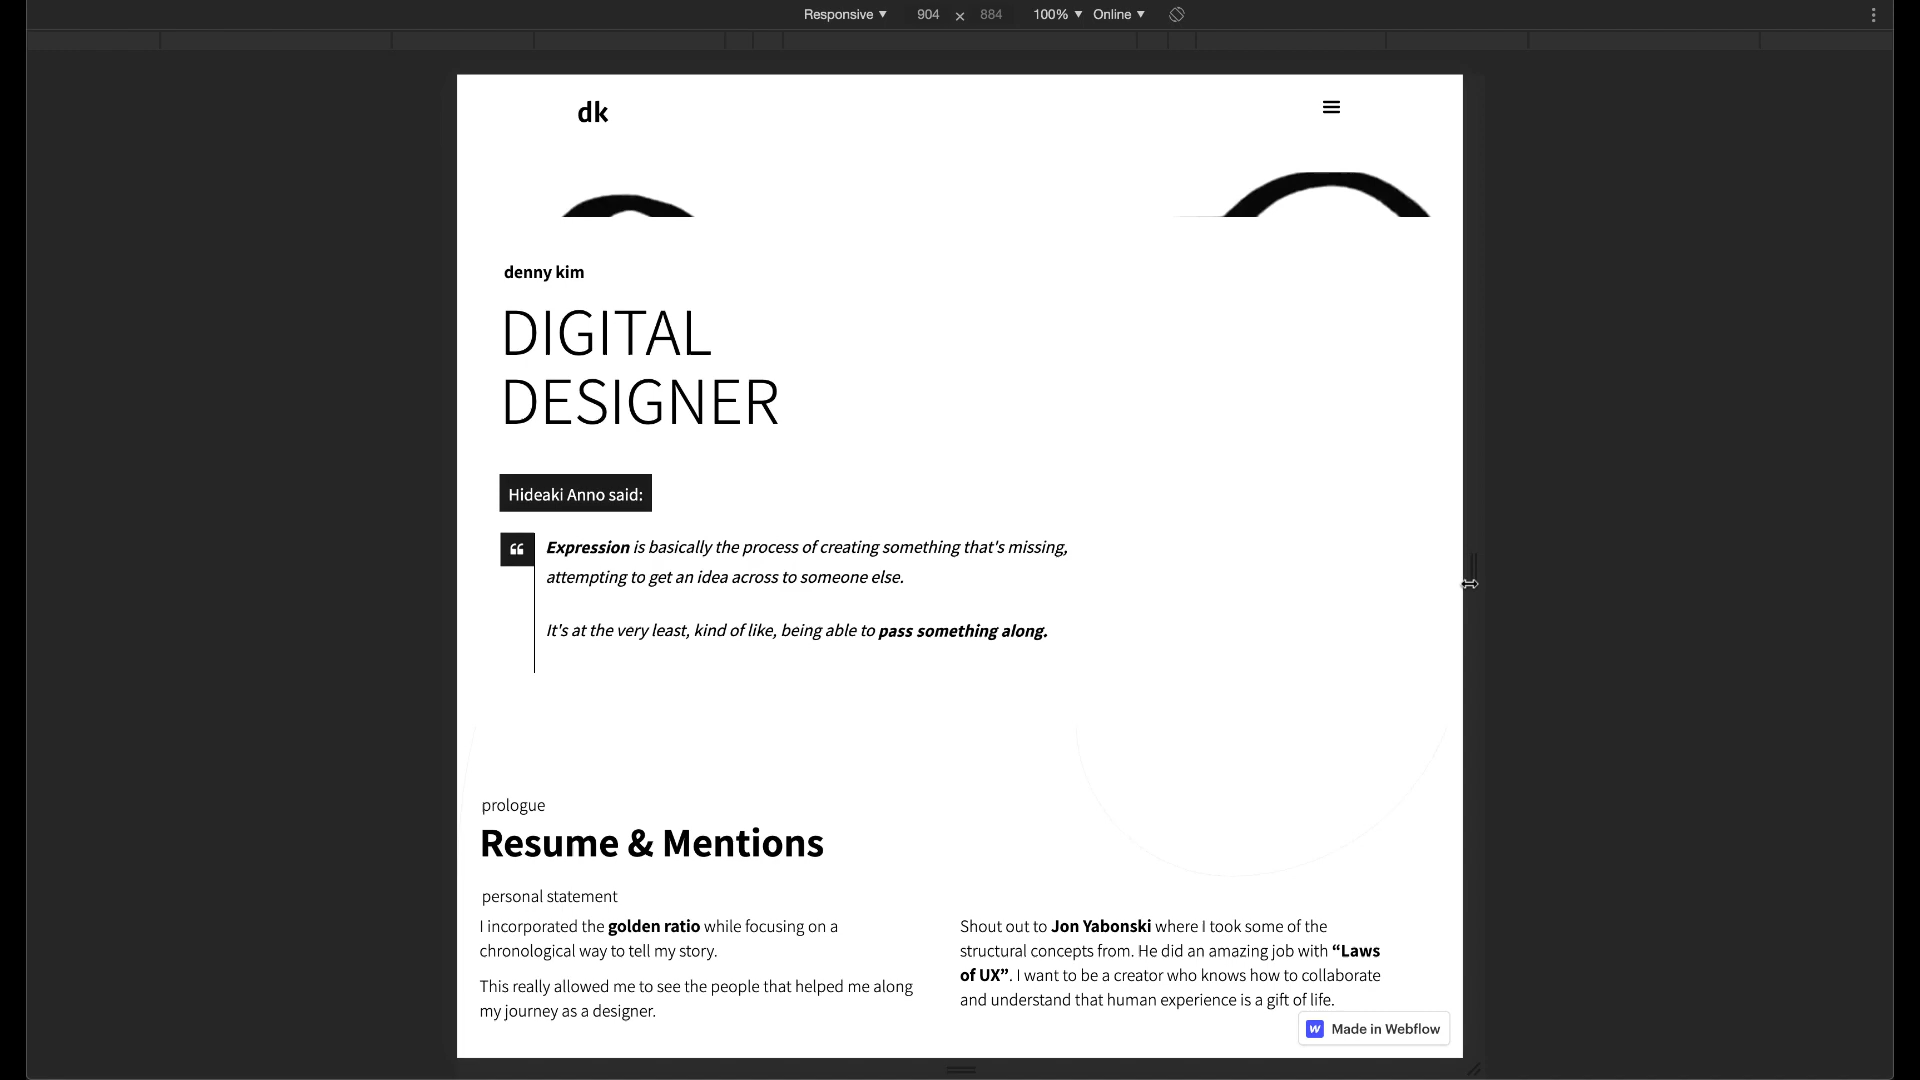 Responsive ▼ 904 × 884 100% ▼ Online ▼
dk
denny kim
DIGITAL
DESIGNER
Hideaki Anno said:
“ Expression is basically the process of creating something that's missing,
attempting to get an idea across to someone else.
It's at the very least, kind of like, being able to pass something along.
prologue
Resume & Mentions
personal statement
I incorporated the golden ratio while focusing on a
chronological way to tell my story.
This really allowed me to see the people that helped me along
my journey as a designer.
Shout out to Jon Yabonski where I took some of the
structural concepts from. He did an amazing job with “Laws
of UX”. I want to be a creator who knows how to collaborate
and understand that human experience is a gift of life.
W Made in Webflow